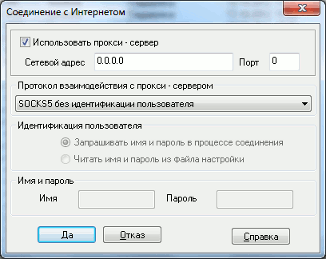 Соединение с Интернетом
Использовать прокси - сервер
Сетевой адрес 0.0.0.0 Порт 0
Протокол взаимодействия с прокси - сервером
SOCKS5 без идентификации пользователя
Идентификация пользователя
Запрашивать имя и пароль в процессе соединения
Читать имя и пароль из файла настройки
Имя и пароль
Имя Пароль
Да Отказ Справка